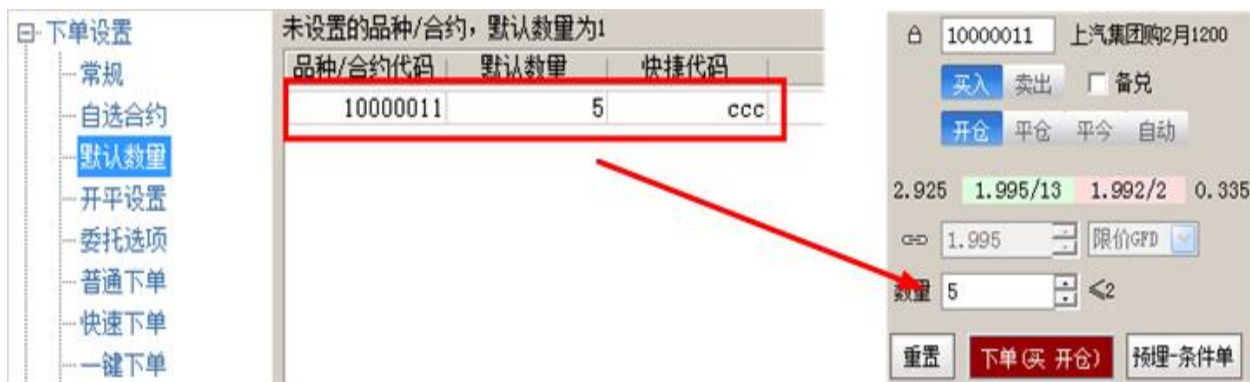 下单设置
常规
自选合约
默认数量
开平设置
委托选项
普通下单
快速下单
一键下单
未设置的品种/合约，默认数量为1
品种/合约代码 默认数量 快捷代码
10000011 5 ccc
10000011 上汽集团购2月1200
买入 卖出 备兑
开仓 平仓 平今 自动
2.925 1.995/13 1.992/2 0.335
1.995 限价GFD
数量 5 ≤2
重置 下单(买 开仓) 预埋-条件单